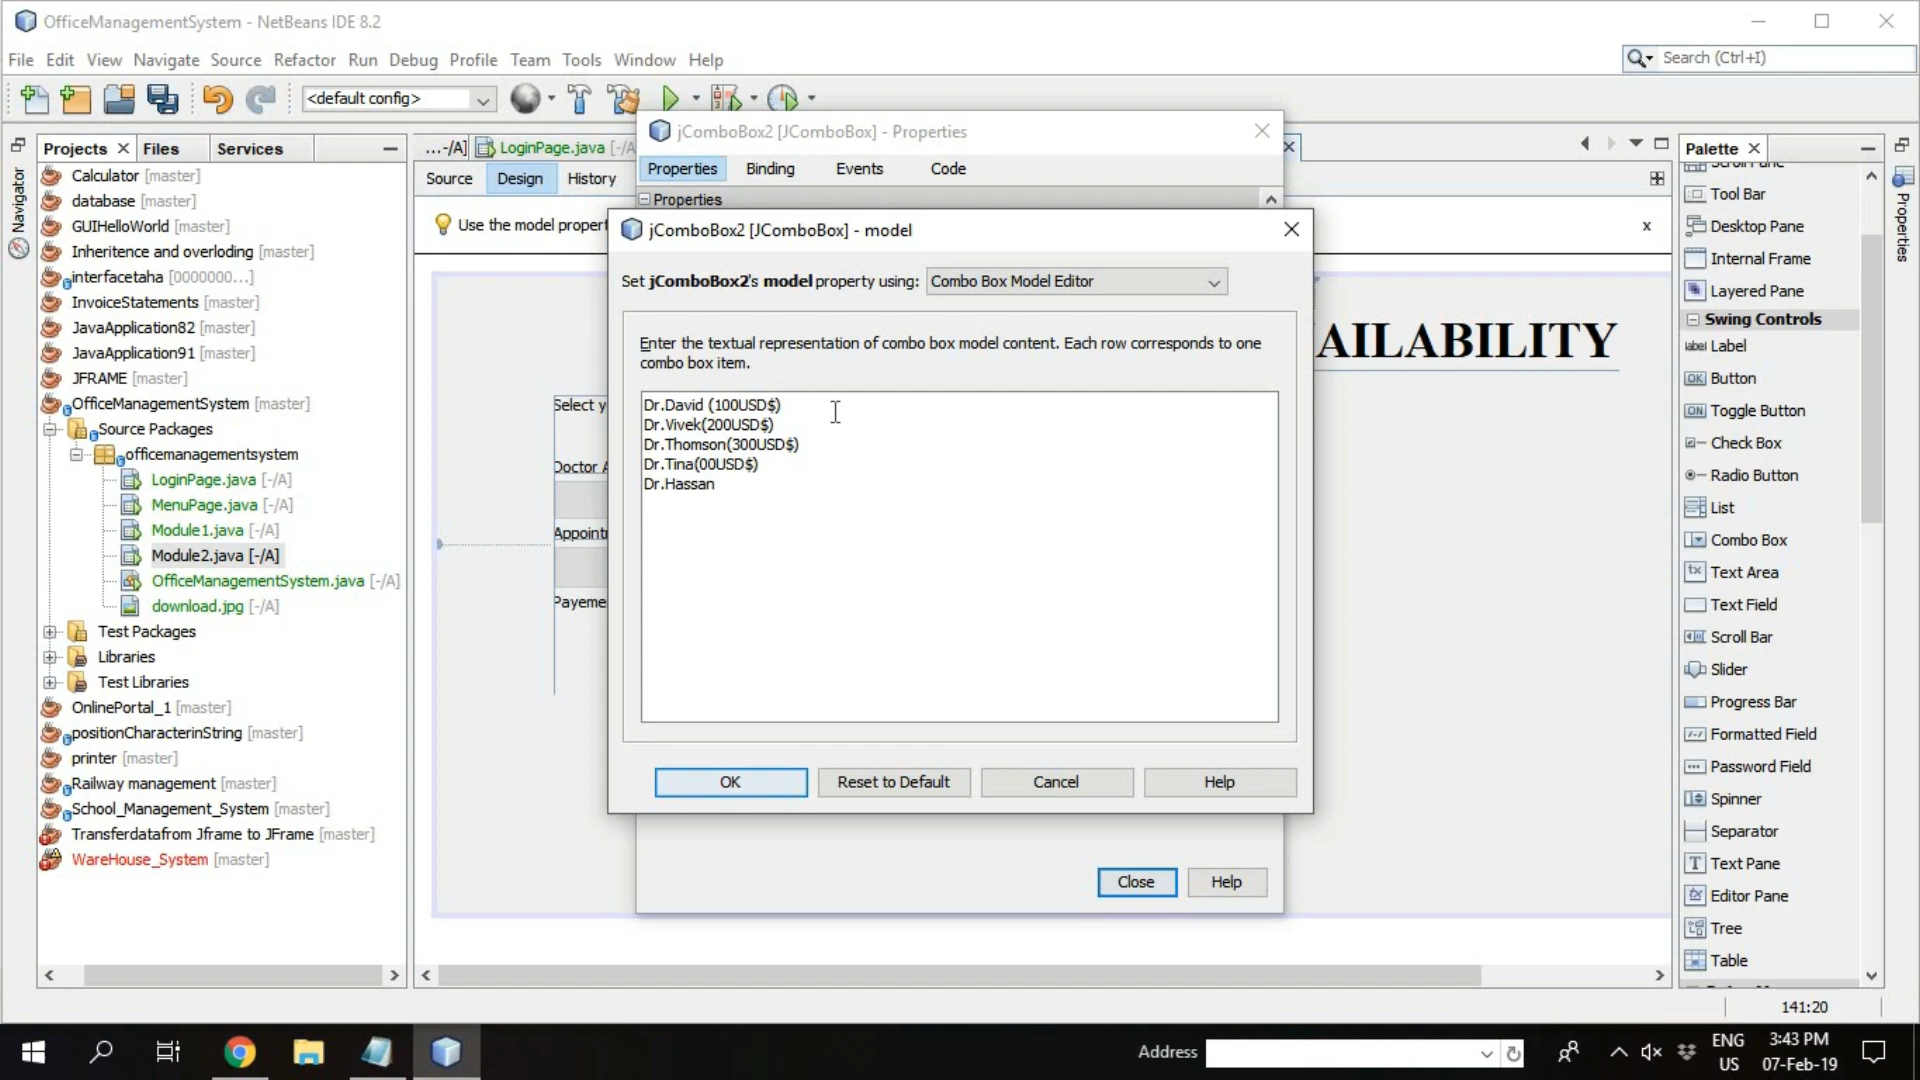 OfficeManagementSystem - NetBeans IDE 8.2
File Edit View Navigate Source Refactor Run Debug Profile Team Tools Window Help
Search (Ctrl+I)
<default config>
jComboBox2 [JComboBox] - Properties
Projects Files Services
...-/A] LoginPage.java [-/A
Palette
Properties Binding Events Code
Source Design History
Properties
Navigator
Properties
Use the model propert
x
jComboBox2 [JComboBox] - model
Set jComboBox2's model property using: Combo Box Model Editor
Enter the textual representation of combo box model content. Each row corresponds to one
combo box item.
Dr.David (100USD$)
Dr.Vivek(200USD$)
Dr.Thomson(300USD$)
Dr.Tina(00USD$)
Dr.Hassan
OK Reset to Default Cancel Help
Close Help
AILABILITY
Select y
Doctor A
Appointm
Payeme
Calculator [master]
database [master]
GUIHelloWorld [master]
Inheritence and overloding [master]
interfacetaha [0000000...]
InvoiceStatements [master]
JavaApplication82 [master]
JavaApplication91 [master]
JFRAME [master]
OfficeManagementSystem [master]
Source Packages
officemanagementsystem
LoginPage.java [-/A]
MenuPage.java [-/A]
Module1.java [-/A]
Module2.java [-/A]
OfficeManagementSystem.java [-/A]
download.jpg [-/A]
Test Packages
Libraries
Test Libraries
OnlinePortal_1 [master]
positionCharacterinString [master]
printer [master]
Railway management [master]
School_Management_System [master]
Transferdatafrom Jframe to JFrame [master]
WareHouse_System [master]
Scroll Pane
Tool Bar
Desktop Pane
Internal Frame
Layered Pane
Swing Controls
label Label
OK Button
ON Toggle Button
Check Box
Radio Button
List
Combo Box
Text Area
Text Field
Scroll Bar
Slider
Progress Bar
Formatted Field
Password Field
Spinner
Separator
Text Pane
Editor Pane
Tree
Table
141:20
Address
ENG
US
3:43 PM
07-Feb-19